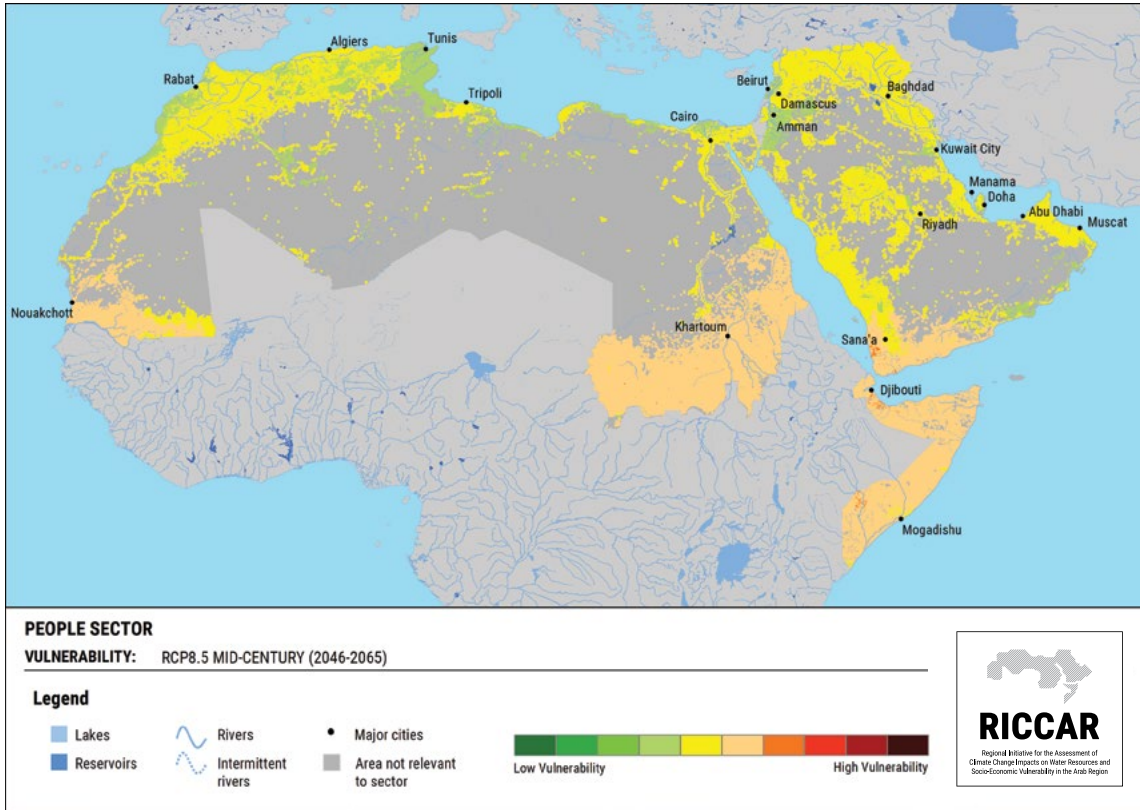 Algiers
Tunis
Rabat
Tripoli
Beirut
Baghdad
Damascus
Cairo
Amman
Kuwait City
Manama
Doha
Abu Dhabi
Muscat
Riyadh
Nouakchott
Khartoum
Sana'a
Djibouti
Mogadishu
PEOPLE SECTOR
VULNERABILITY: RCP8.5 MID-CENTURY (2046-2065)
Legend
Lakes
Rivers
Major cities
Reservoirs
Intermittent
rivers
Area not relevant
to sector
Low Vulnerability
High Vulnerability
RICCAR
Regional Initiative for the Assessment of
Climate Change Impacts on Water Resources and
Socio-Economic Vulnerability in the Arab Region